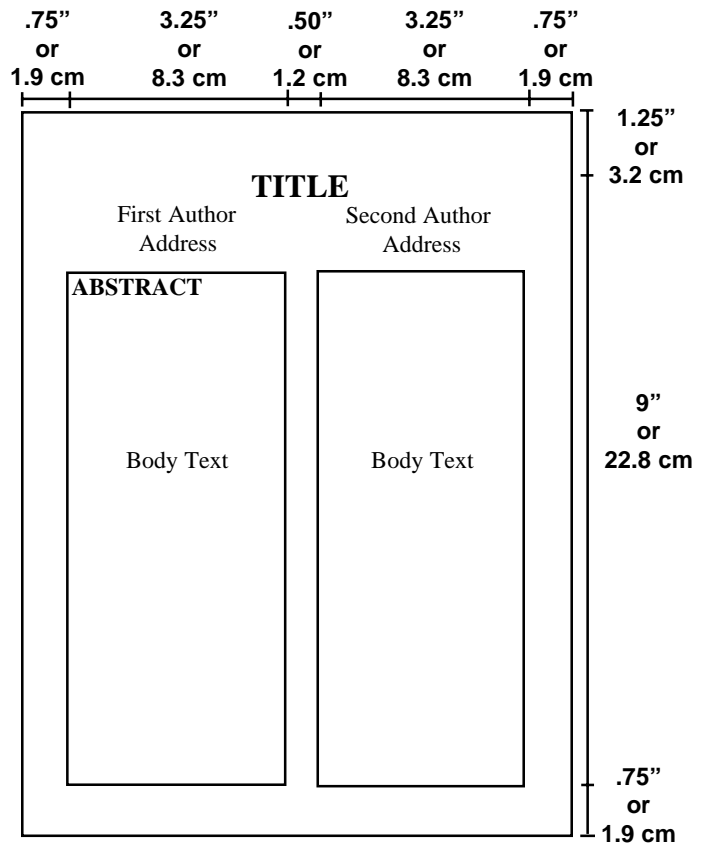 .75” 3.25” .50” 3.25” .75”
or or or or or
1.9 cm 8.3 cm 1.2 cm 8.3 cm 1.9 cm
1.25”
or
3.2 cm
TITLE
First Author
Address
Second Author
Address
ABSTRACT
Body Text
Body Text
9”
or
22.8 cm
.75”
or
1.9 cm